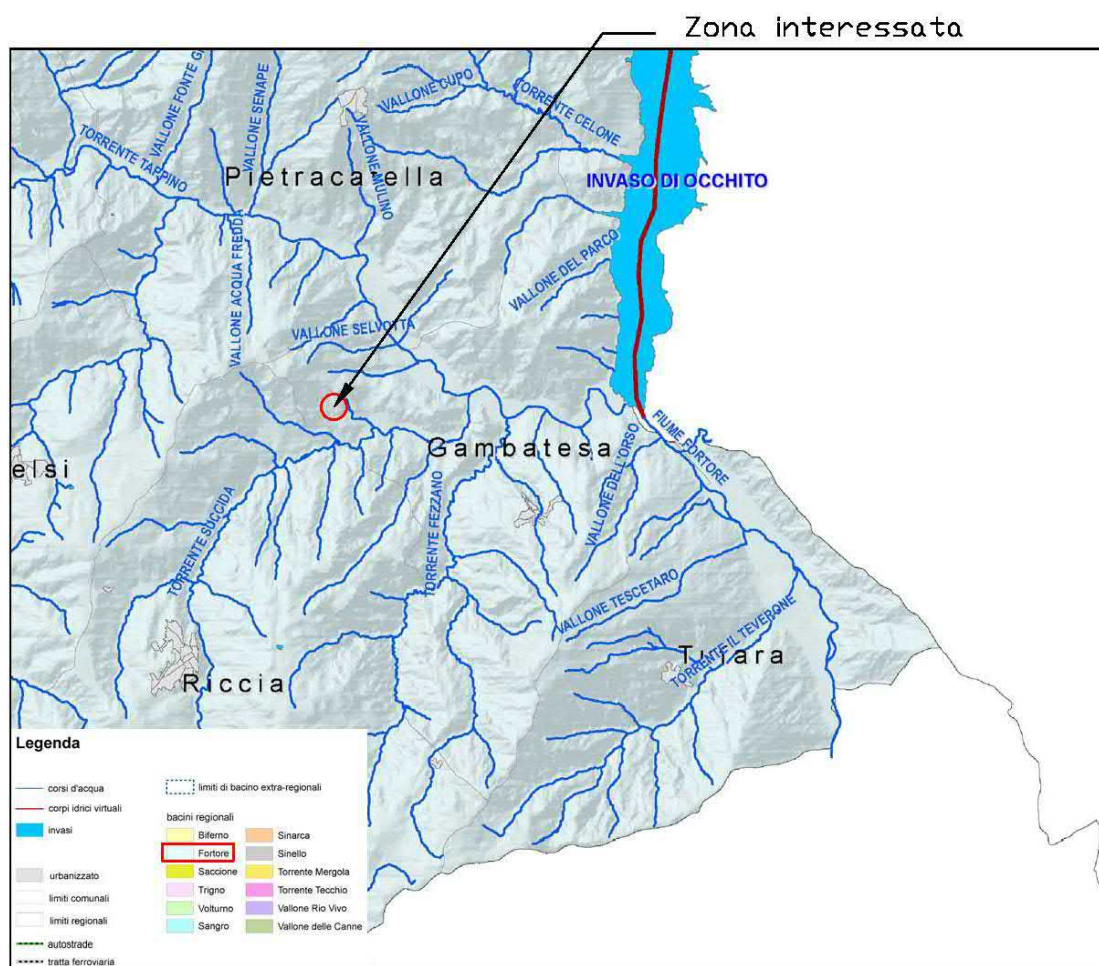 Zona interessata
VALLONE FONTE
VALLONE SENAPE
VALLONE CUPO
TORRENTE CELONE
TORRENTE TAPPINO
VALLONE MULINO
Pietracatella
INVASO DI OCCHITO
VALLONE ACQUA FREDDA
VALLONE DEL PARCO
VALLONE SELVOTTA
elsi
Gambatesa
VALLONE DELL'ORSO
FIUME FORTORE
TORRENTE SUCCIDA
TORRENTE FEZZANO
VALLONE TESCETARO
TORRENTE IL TEVERONE
Riccia
Legenda
corsi d'acqua
corpi idrici virtuali
invasi
urbanizzato
limiti comunali
limiti regionali
autostrade
tratta ferroviaria
limiti di bacino extra-regionali
bacini regionali
Biferno
Fortore
Saccione
Trigno
Volturno
Sangro
Sinarca
Sinello
Torrente Mergola
Torrente Tecchio
Vallone Rio Vivo
Vallone delle Canne